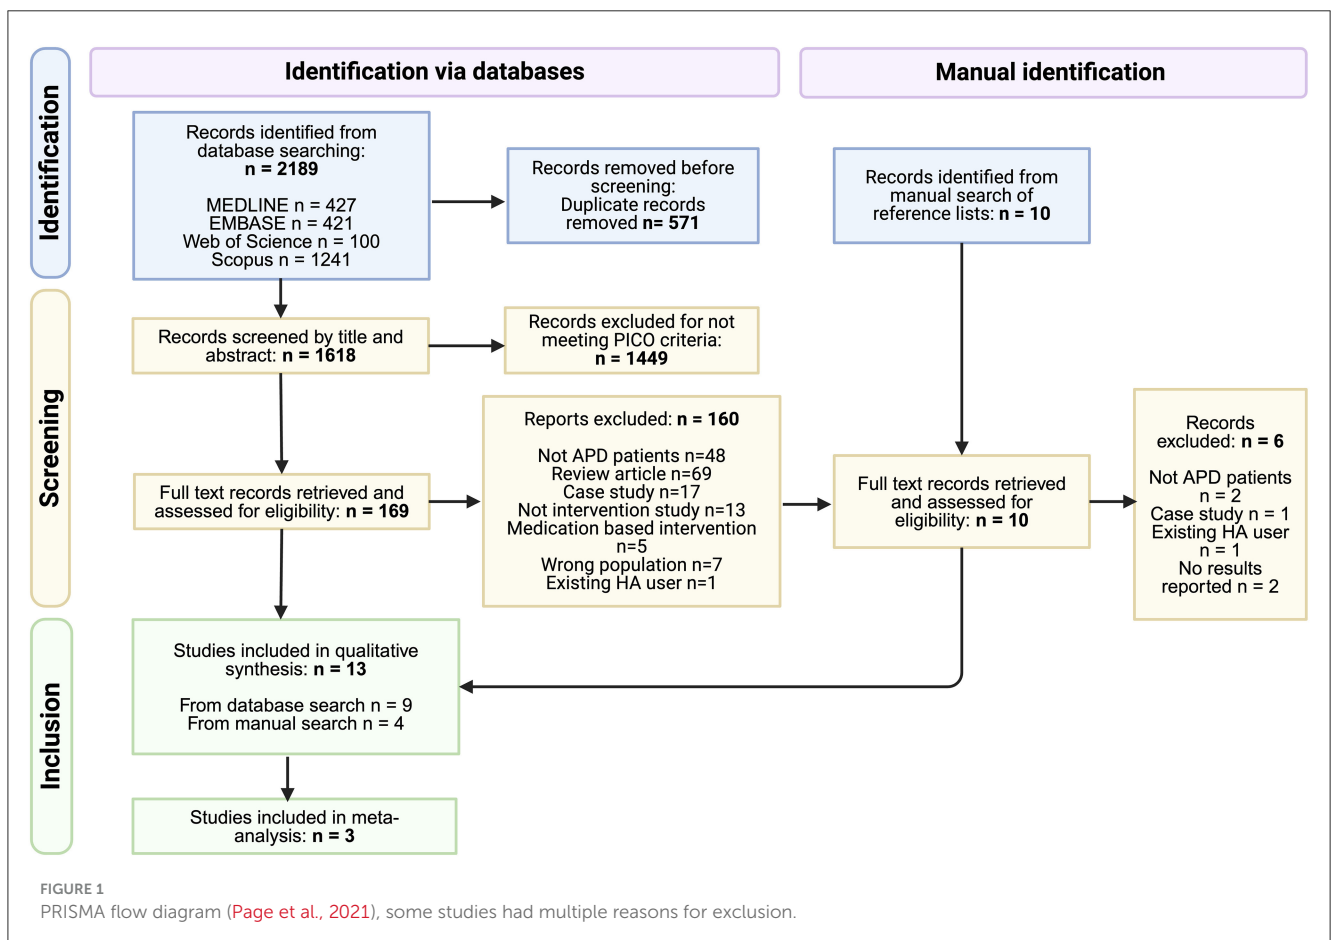 Identification via databases
Manual identification
Identification
Records identified from
database searching:
n = 2189
MEDLINE n = 427
EMBASE n = 421
Web of Science n = 100
Scopus n = 1241
Records removed before
screening:
Duplicate records
removed n= 571
Records identified from
manual search of
reference lists: n = 10
Screening
Records screened by title and
abstract: n = 1618
Records excluded for not
meeting PICO criteria:
n = 1449
Full text records retrieved and
assessed for eligibility: n = 169
Reports excluded: n = 160
Not APD patients n=48
Review article n=69
Case study n=17
Not intervention study n=13
Medication based intervention
n=5
Wrong population n=7
Existing HA user n=1
Full text records retrieved
and assessed for
eligibility: n = 10
Records
excluded: n = 6
Not APD patients
n = 2
Case study n = 1
Existing HA user
n = 1
No results
reported n = 2
Inclusion
Studies included in qualitative
synthesis: n = 13
From database search n = 9
From manual search n = 4
Studies included in meta-
analysis: n = 3
FIGURE 1
PRISMA flow diagram (Page et al., 2021), some studies had multiple reasons for exclusion.